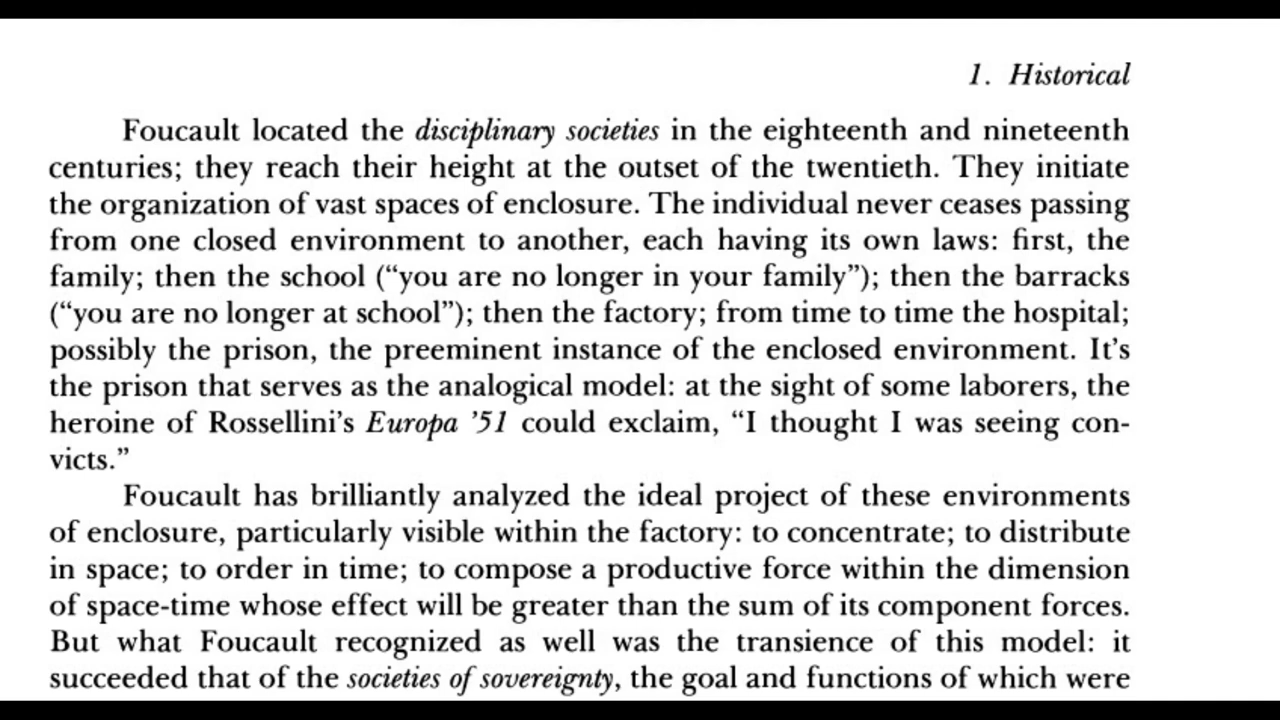 1. Historical
Foucault located the disciplinary societies in the eighteenth and nineteenth
centuries; they reach their height at the outset of the twentieth. They initiate
the organization of vast spaces of enclosure. The individual never ceases passing
from one closed environment to another, each having its own laws: first, the
family; then the school (“you are no longer in your family”); then the barracks
(“you are no longer at school”); then the factory; from time to time the hospital;
possibly the prison, the preeminent instance of the enclosed environment. It’s
the prison that serves as the analogical model: at the sight of some laborers, the
heroine of Rossellini’s Europa ’51 could exclaim, “I thought I was seeing con-
victs.”
Foucault has brilliantly analyzed the ideal project of these environments
of enclosure, particularly visible within the factory: to concentrate; to distribute
in space; to order in time; to compose a productive force within the dimension
of space-time whose effect will be greater than the sum of its component forces.
But what Foucault recognized as well was the transience of this model: it
succeeded that of the societies of sovereignty, the goal and functions of which were